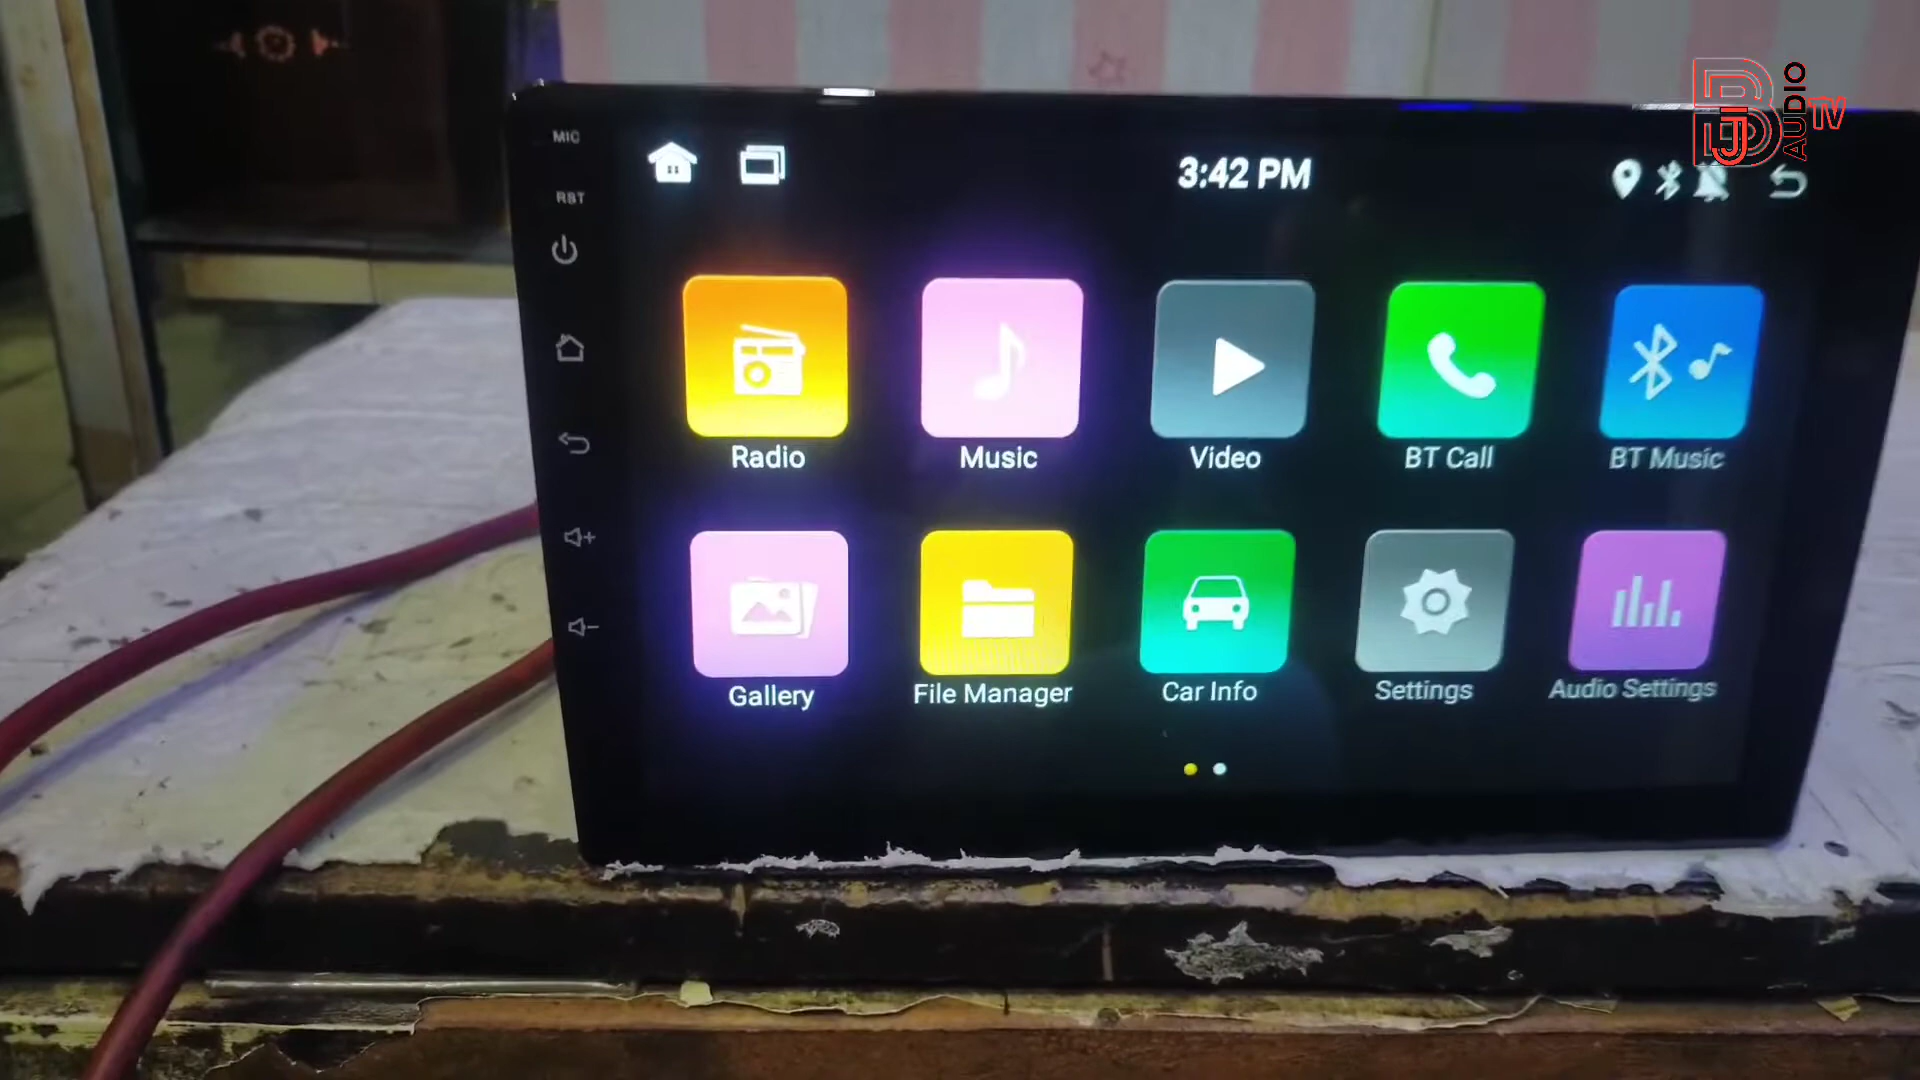 BJ AUDIO TV
MIC
RST
3:42 PM
Radio
Music
Video
BT Call
BT Music
Gallery
File Manager
Car Info
Settings
Audio Settings